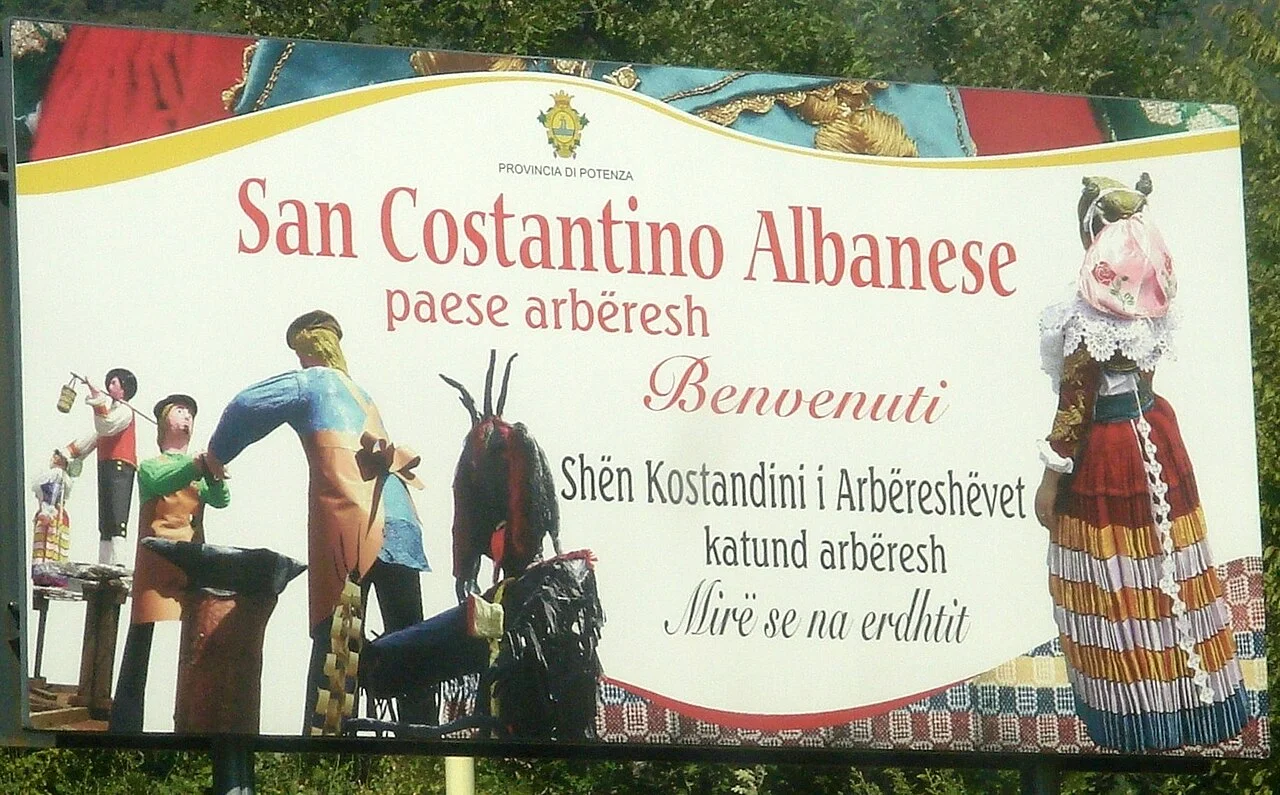 PROVINCIA DI POTENZA
San Costantino Albanese
paese arbëresh
Benvenuti
Shën Kostandini i Arbëreshëvet
katund arbëresh
Mirë se na erdhtit